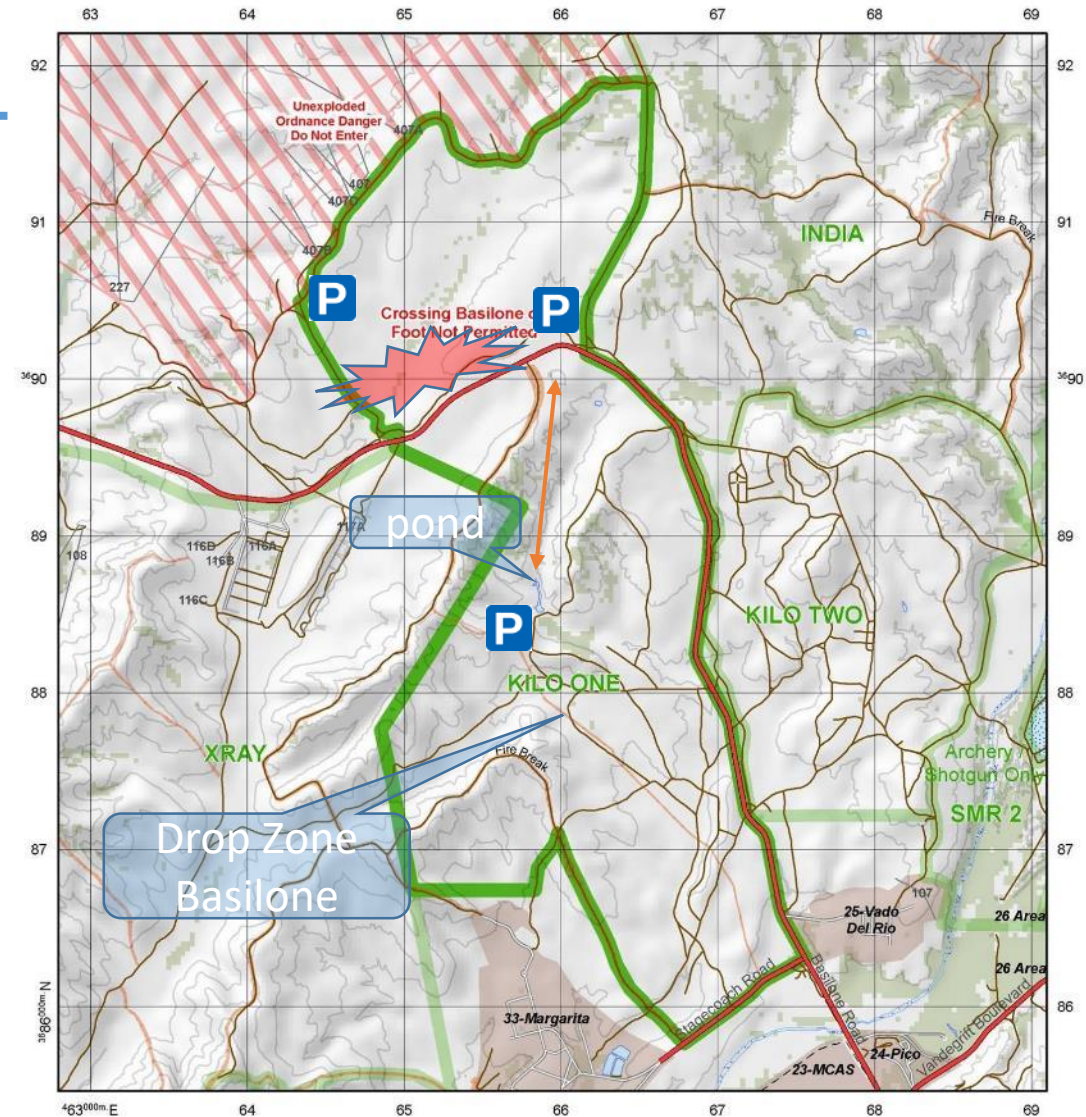 63 64 65 66 67 68 69
92 92
Unexploded
Ordnance Danger
Do Not Enter
407A
407
407C
91 91
INDIA
Fire Break
407B
227
P
P
Crossing Basilone
Foot Not Permitted
³⁶90 ³⁶90
pond
89 89
117A
116D 116A
116B
108
116C
KILO TWO
P
88 88
KILO ONE
XRAY
Fire Break
Archery /
Shotgun Only
SMR 2
Drop Zone
Basilone
87 87
107
25-Vado
Del Rio
26 Area
26 Area
Stagecoach Road
Basilone Road
Vandegrift Boulevard
³⁶86⁰⁰⁰ᵐ·N 86
33-Margarita
24-Pico
23-MCAS
⁴63⁰⁰⁰ᵐ·E 64 65 66 67 68 69